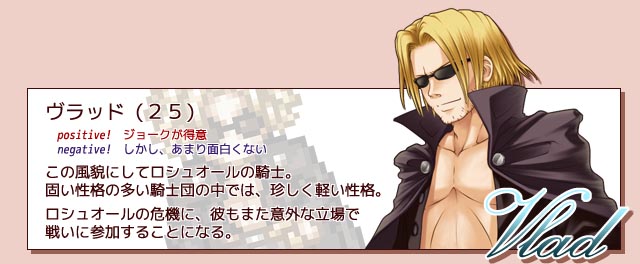 ヴラッド（２５）
positive! ジョークが得意
negative! しかし、あまり面白くない
この風貌にしてロシュオールの騎士。
固い性格の多い騎士団の中では、珍しく軽い性格。
ロシュオールの危機に、彼もまた意外な立場で
戦いに参加することになる。
Vlad